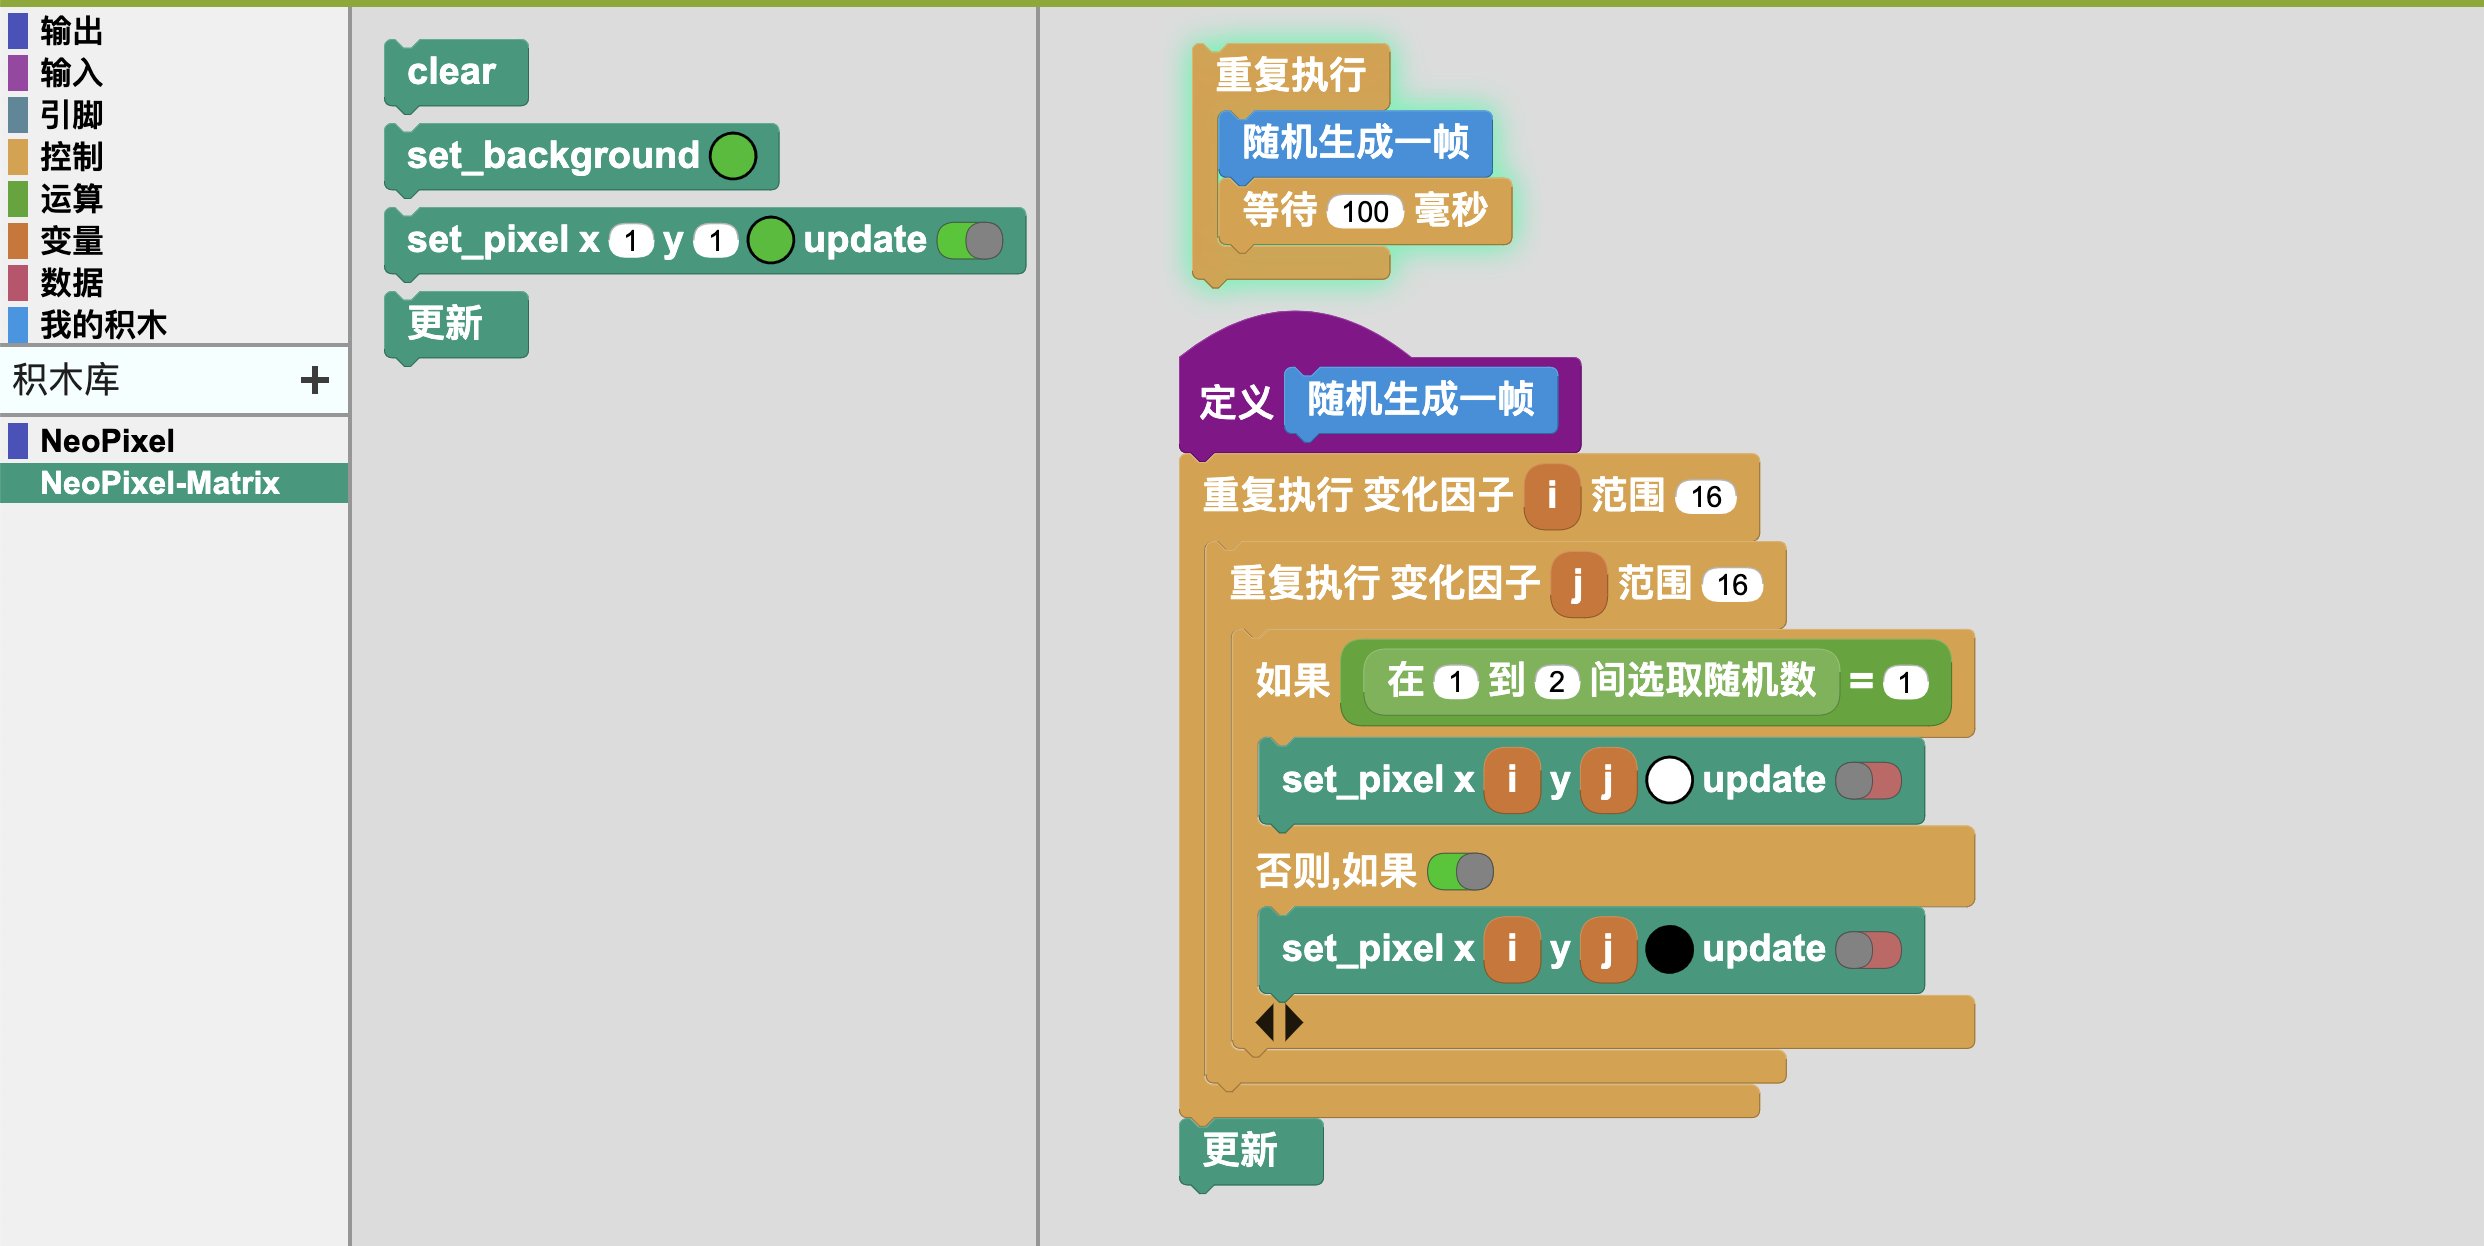 输出
输入
引脚
控制
运算
变量
数据
我的积木
积木库 +
NeoPixel
NeoPixel-Matrix
clear
set_background
set_pixel x 1 y 1 update
更新
重复执行
随机生成一帧
等待 100 毫秒
定义 随机生成一帧
重复执行 变化因子 i 范围 16
重复执行 变化因子 j 范围 16
如果 在 1 到 2 间选取随机数 = 1
set_pixel x i y j update
否则,如果
set_pixel x i y j update
更新